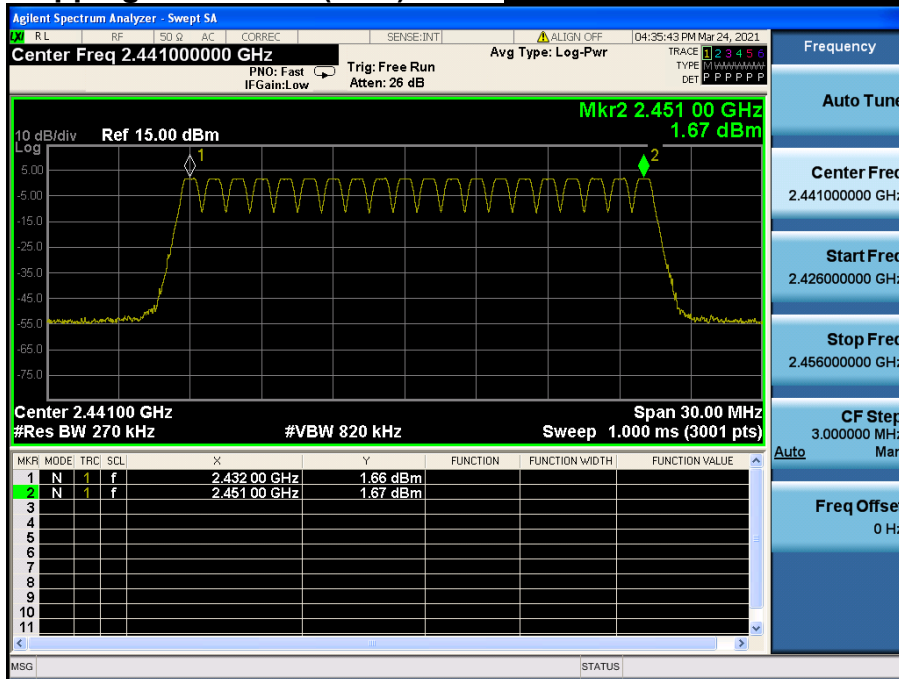 Agilent Spectrum Analyzer - Swept SA
LXI RL RF 50 Ω AC CORREC SENSE:INT ALIGN OFF 04:35:43 PM Mar 24, 2021
Center Freq 2.441000000 GHz
PNO: Fast
IFGain:Low
Trig: Free Run
Atten: 26 dB
Avg Type: Log-Pwr
TRACE 1 2 3 4 5 6
TYPE M WWWWW
DET P P P P P P
Mkr2 2.451 00 GHz
1.67 dBm
10 dB/div Ref 15.00 dBm
Log
1
2
5.00
-5.00
-15.0
-25.0
-35.0
-45.0
-55.0
-65.0
-75.0
Center 2.44100 GHz Span 30.00 MHz
#Res BW 270 kHz #VBW 820 kHz Sweep 1.000 ms (3001 pts)
MKR MODE TRC SCL X Y FUNCTION FUNCTION WIDTH FUNCTION VALUE
1 N 1 f 2.432 00 GHz 1.66 dBm
2 N 1 f 2.451 00 GHz 1.67 dBm
3
4
5
6
7
8
9
10
11
MSG STATUS
Frequency
Auto Tune
Center Freq
2.441000000 GHz
Start Freq
2.426000000 GHz
Stop Freq
2.456000000 GHz
CF Step
3.000000 MHz
Auto Man
Freq Offset
0 Hz